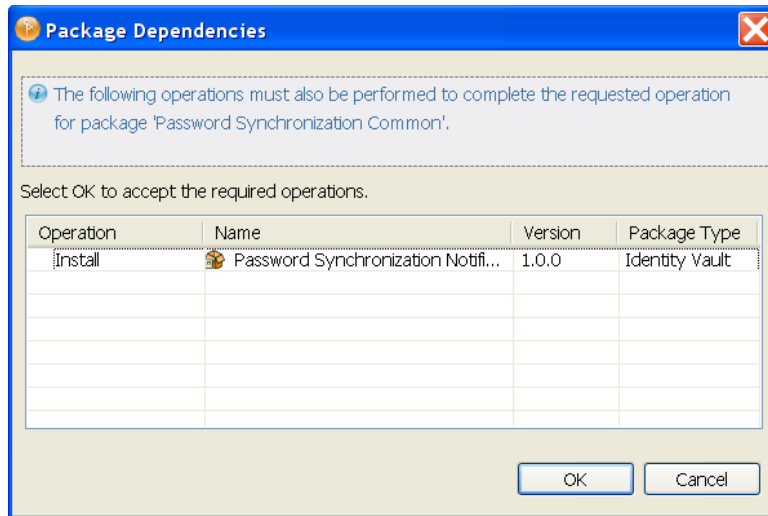 Package Dependencies
The following operations must also be performed to complete the requested operation
for package 'Password Synchronization Common'.
Select OK to accept the required operations.
Operation Name Version Package Type
Install Password Synchronization Notifi... 1.0.0 Identity Vault
OK Cancel